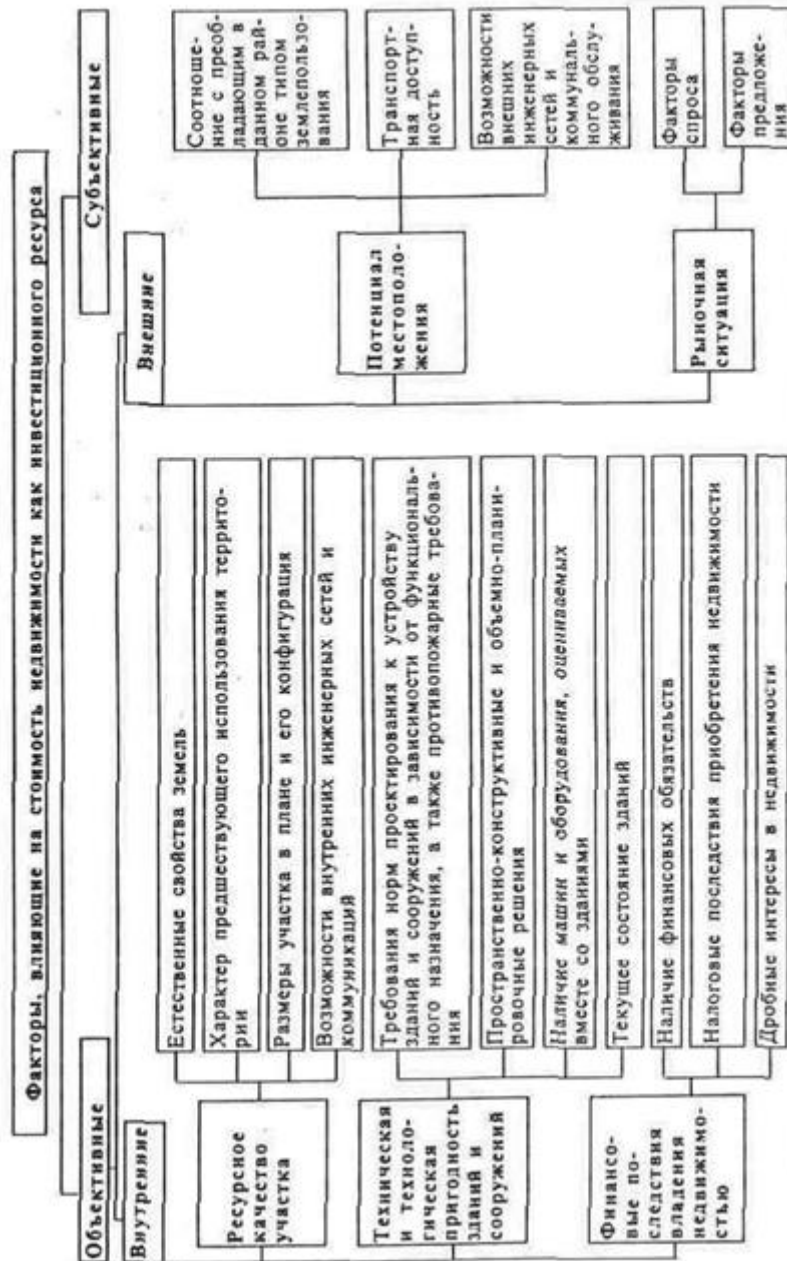 Факторы, влияющие на стоимость недвижимости как инвестиционного ресурса
Объективные
Субъективные
Внутренние
Внешние
Ресурсное
качество
участка
Естественные свойства земель
Характер предшествующего использования террито-
рии
Размеры участка в плане и его конфигурация
Возможности внутренних инженерных сетей и
коммуникаций
Техническая
и техноло-
гическая
пригодность
зданий и
сооружений
Требования норм проектирования к устройству
зданий и сооружений в зависимости от функциональ-
ного назначения, а также противопожарные требова-
ния
Пространственно-конструктивные и объемно-плани-
ровочные решения
Наличие машин и оборудования, оцениваемых
вместе со зданиями
Текущее состояние зданий
Финансо-
вые по-
следствия
владения
недвижимо-
стью
Наличие финансовых обязательств
Налоговые последствия приобретения недвижимости
Дробные интересы в недвижимости
Потенциал
местополо-
жения
Соотноше-
ние с преоб-
ладающим в
данном рай-
оне типом
землепользо-
вания
Транспорт-
ная доступ-
ность
Возможности
внешних
инженерных
сетей и
коммуналь-
ного обслу-
живания
Рыночная
ситуация
Факторы
спроса
Факторы
предложе-
ния